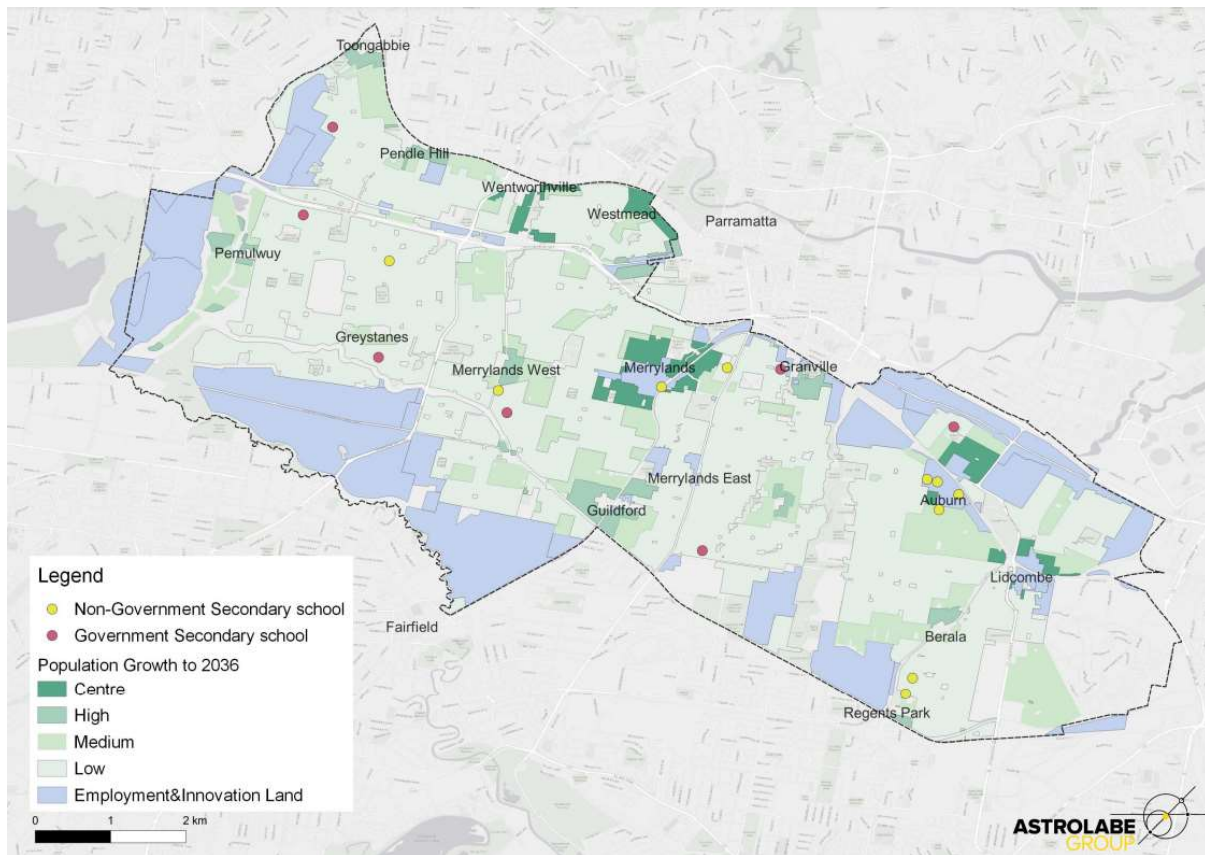 Toongabbie
Pendle Hill
Wentworthville
Westmead
Parramatta
Pemulwuy
Greystanes
Merrylands West
Merrylands
Granville
Merrylands East
Auburn
Guildford
Lidcombe
Fairfield
Berala
Regents Park
Legend
Non-Government Secondary school
Government Secondary school
Population Growth to 2036
Centre
High
Medium
Low
Employment&Innovation Land
0 1 2 km
ASTROLABE
GROUP